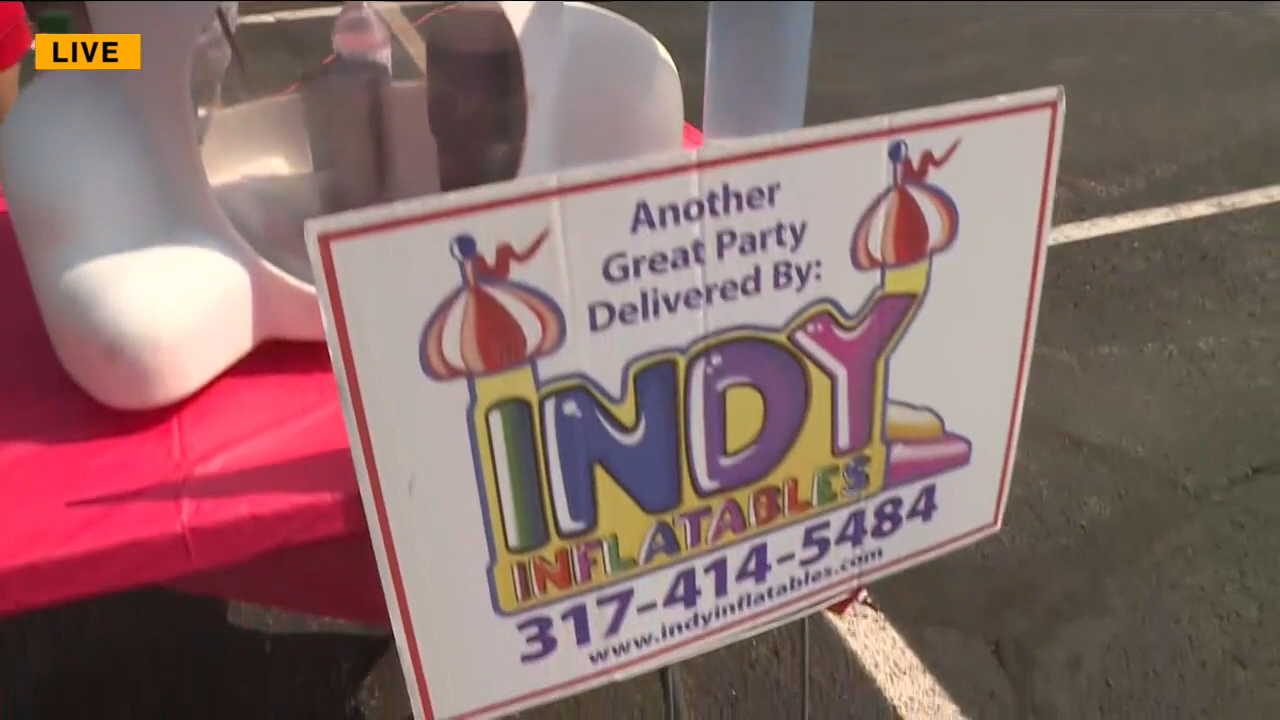 LIVE
Another
Great Party
Delivered By:
INDY
INFLATABLES
317-414-5484
www.indyinflatables.com